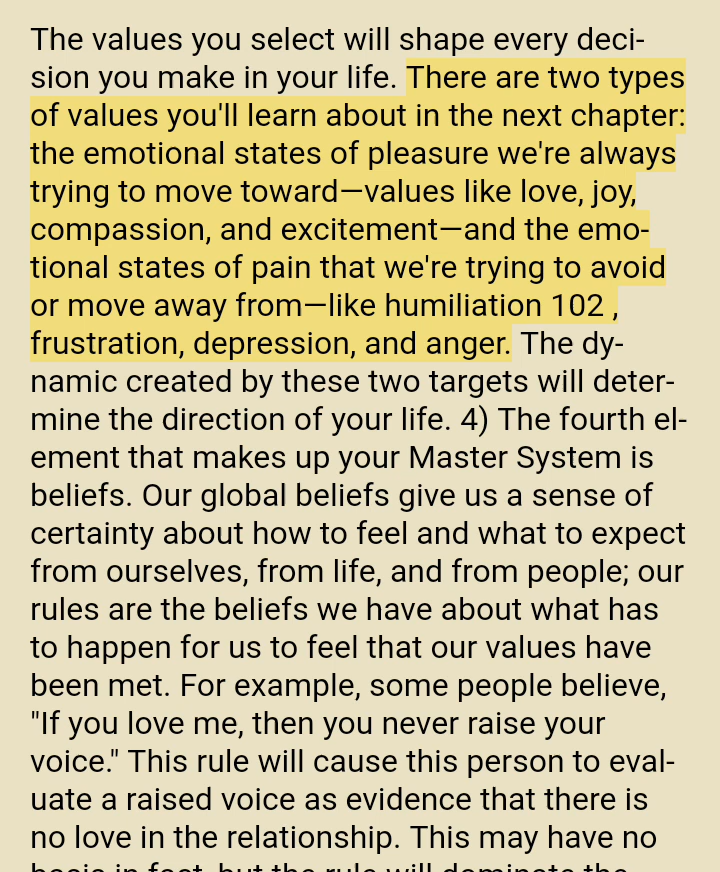 The values you select will shape every deci-
sion you make in your life. There are two types
of values you'll learn about in the next chapter:
the emotional states of pleasure we're always
trying to move toward—values like love, joy,
compassion, and excitement—and the emo-
tional states of pain that we're trying to avoid
or move away from—like humiliation 102 ,
frustration, depression, and anger. The dy-
namic created by these two targets will deter-
mine the direction of your life. 4) The fourth el-
ement that makes up your Master System is
beliefs. Our global beliefs give us a sense of
certainty about how to feel and what to expect
from ourselves, from life, and from people; our
rules are the beliefs we have about what has
to happen for us to feel that our values have
been met. For example, some people believe,
"If you love me, then you never raise your
voice." This rule will cause this person to eval-
uate a raised voice as evidence that there is
no love in the relationship. This may have no
basis in fact, but the rule will dominate the